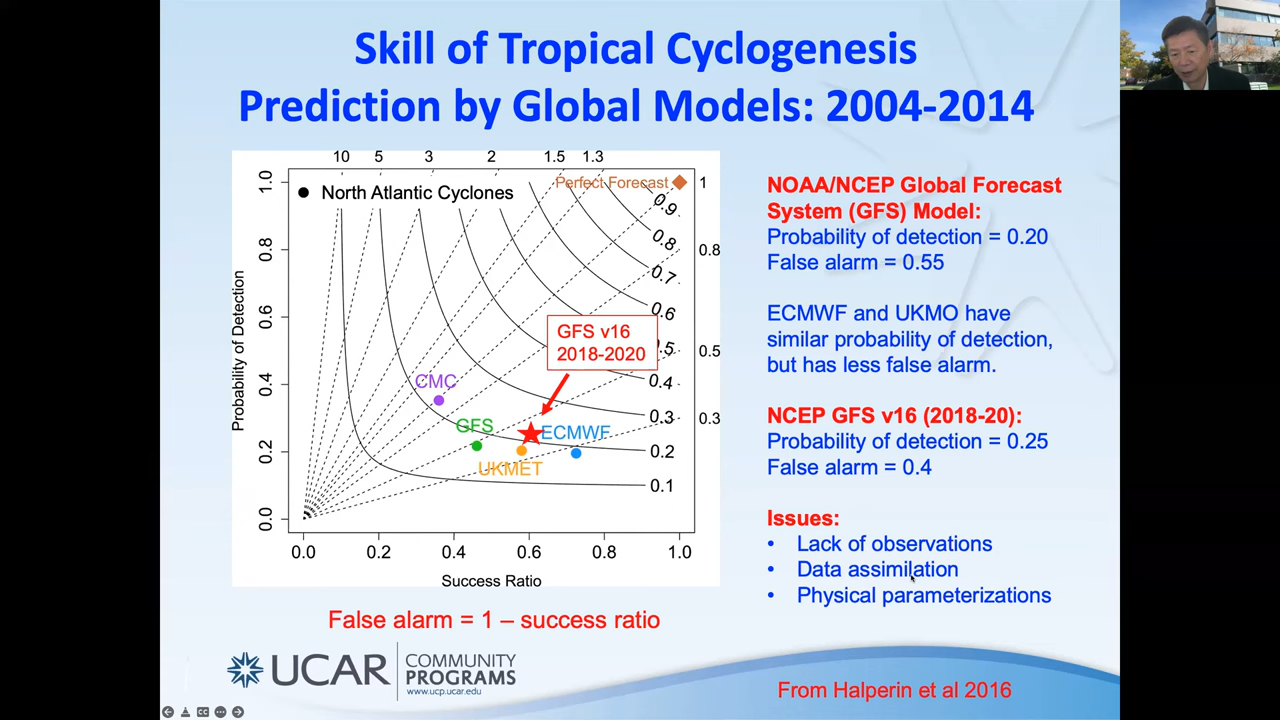 Skill of Tropical Cyclogenesis
Prediction by Global Models: 2004-2014
10 5 3 2 1.5 1.3
North Atlantic Cyclones
Perfect Forecast
1
0.9
0.8
0.8
0.7
0.6
0.5
0.5
0.4
0.3
0.3
0.2
0.1
GFS v16
2018-2020
CMC
GFS
ECMWF
UKMET
Probability of Detection
1.0
0.8
0.6
0.4
0.2
0.0
0.0 0.2 0.4 0.6 0.8 1.0
Success Ratio
False alarm = 1 – success ratio
NOAA/NCEP Global Forecast
System (GFS) Model:
Probability of detection = 0.20
False alarm = 0.55
ECMWF and UKMO have
similar probability of detection,
but has less false alarm.
NCEP GFS v16 (2018-20):
Probability of detection = 0.25
False alarm = 0.4
Issues:
• Lack of observations
• Data assimilation
• Physical parameterizations
UCAR
COMMUNITY
PROGRAMS
www.ucp.ucar.edu
From Halperin et al 2016